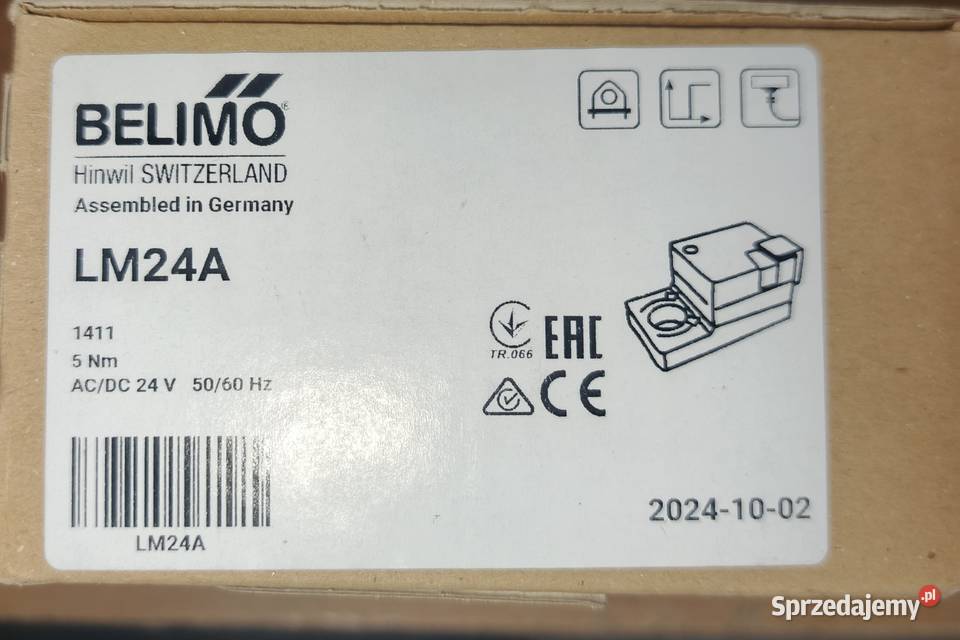 BELIMO®
Hinwil SWITZERLAND
Assembled in Germany
LM24A
1411
5 Nm
AC/DC 24 V 50/60 Hz
TR.066
EAC
CE
LM24A
2024-10-02
Sprzedajemy.pl